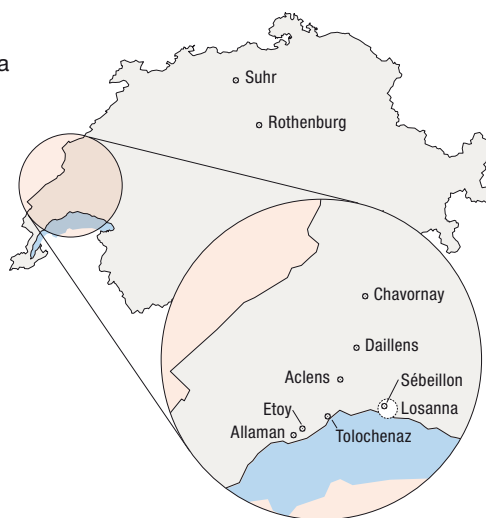 a
Suhr
Rothenburg
Chavornay
Daillens
Aclens
Sébeillon
Etoy
Losanna
Allaman
Tolochenaz